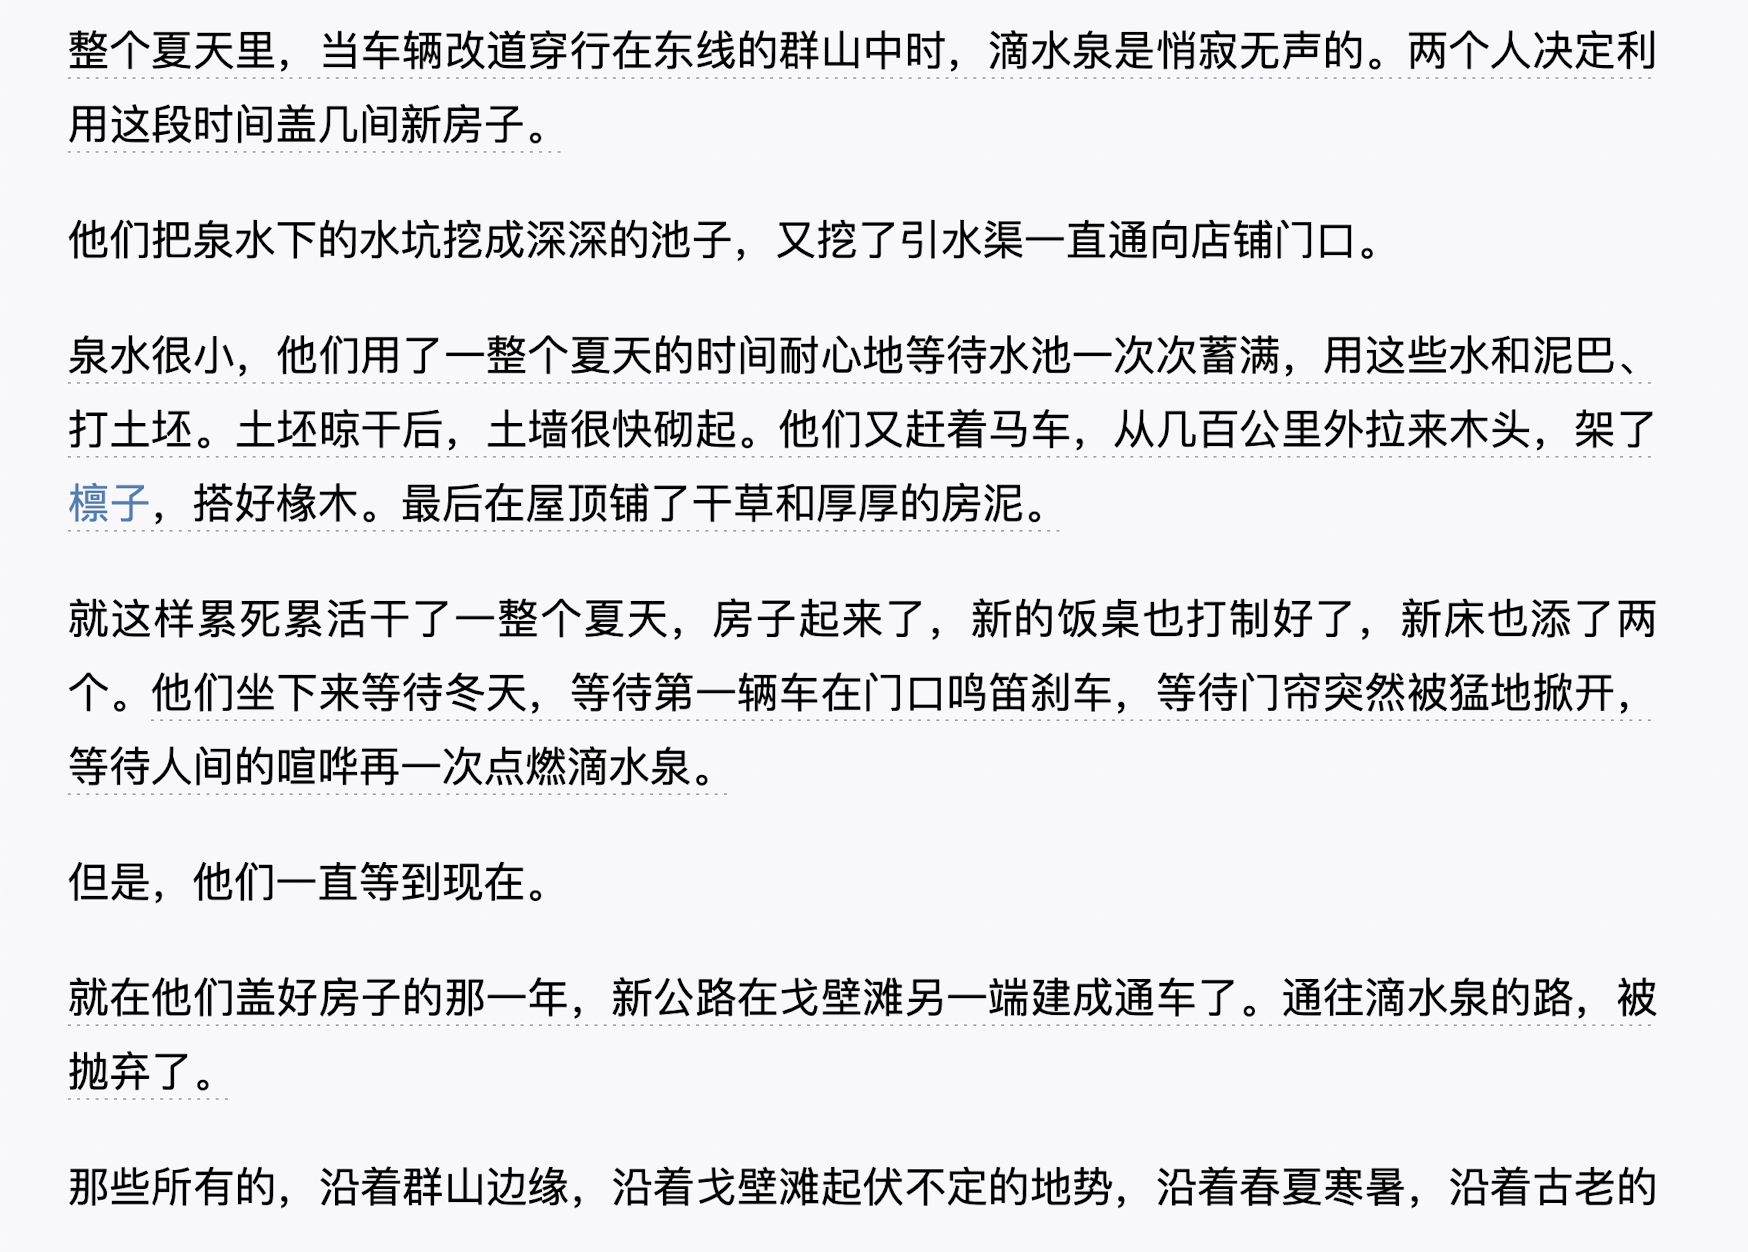 整个夏天里，当车辆改道穿行在东线的群山中时，滴水泉是悄寂无声的。两个人决定利
用这段时间盖几间新房子。
他们把泉水下的水坑挖成深深的池子，又挖了引水渠一直通向店铺门口。
泉水很小，他们用了一整个夏天的时间耐心地等待水池一次次蓄满，用这些水和泥巴、
打土坯。土坯晾干后，土墙很快砌起。他们又赶着马车，从几百公里外拉来木头，架了
檩子，搭好椽木。最后在屋顶铺了干草和厚厚的房泥。
就这样累死累活干了一整个夏天，房子起来了，新的饭桌也打制好了，新床也添了两
个。他们坐下来等待冬天，等待第一辆车在门口鸣笛刹车，等待门帘突然被猛地掀开，
等待人间的喧哗再一次点燃滴水泉。
但是，他们一直等到现在。
就在他们盖好房子的那一年，新公路在戈壁滩另一端建成通车了。通往滴水泉的路，被
抛弃了。
那些所有的，沿着群山边缘，沿着戈壁滩起伏不定的地势，沿着春夏寒暑，沿着古老的